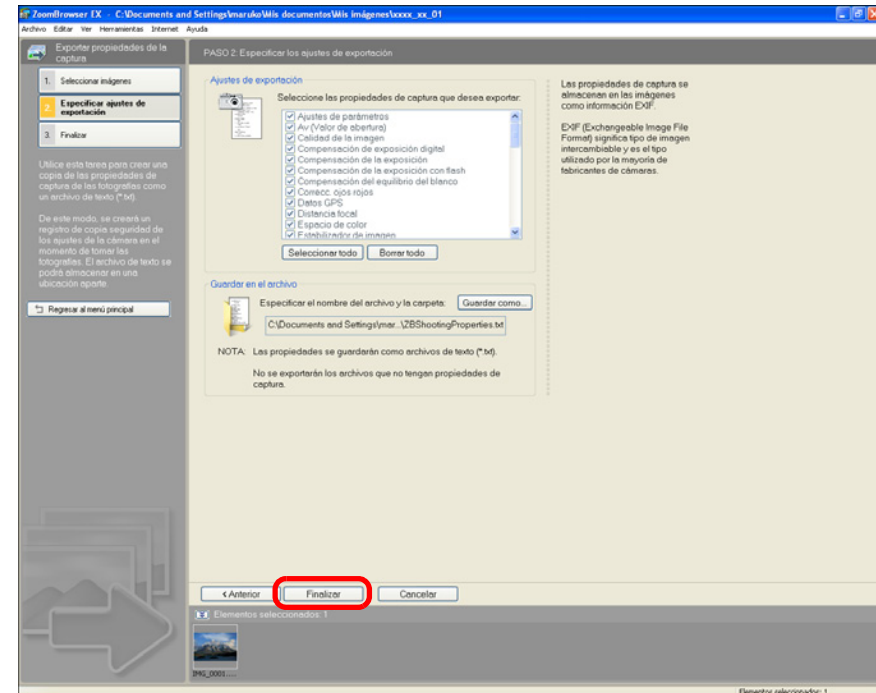 ZoomBrowser EX - C:\Documents and Settings\maruko\Mis documentos\Mis imágenes\xxxx_xx_01
Archivo Editar Ver Herramientas Internet Ayuda
Exportar propiedades de la
captura
1. Seleccionar imágenes
2. Especificar ajustes de
exportación
3. Finalizar
Utilice esta tarea para crear una
copia de las propiedades de
captura de las fotografías como
un archivo de texto (*.txt)
De este modo, se creará un
registro de copia seguridad de
los ajustes de la cámara en el
momento de tomar las
fotografías. El archivo de texto se
podrá almacenar en una
ubicación aparte.
Regresar al menú principal
PASO 2: Especificar los ajustes de exportación
Ajustes de exportación
Seleccione las propiedades de captura que desea exportar:
Ajustes de parámetros
Av (Valor de abertura)
Calidad de la imagen
Compensación de exposición digital
Compensación de la exposición
Compensación de la exposición con flash
Compensación del equilibrio del blanco
Correcc. ojos rojos
Datos GPS
Distancia focal
Espacio de color
Estabilizador de imagen
Seleccionar todo Borrar todo
Guardar en el archivo
Especificar el nombre del archivo y la carpeta: Guardar como...
C:\Documents and Settings\mar...\ZBShootingProperties.txt
NOTA: Las propiedades se guardarán como archivos de texto (*.txt).
No se exportarán los archivos que no tengan propiedades de
captura.
Las propiedades de captura se
almacenan en las imágenes
como información EXIF.
EXIF (Exchangeable Image File
Format) significa tipo de imagen
intercambiable y es el tipo
utilizado por la mayoría de
fabricantes de cámaras.
< Anterior Finalizar Cancelar
Elementos seleccionados: 1
IMG_0001....
Elementos seleccionados: 1